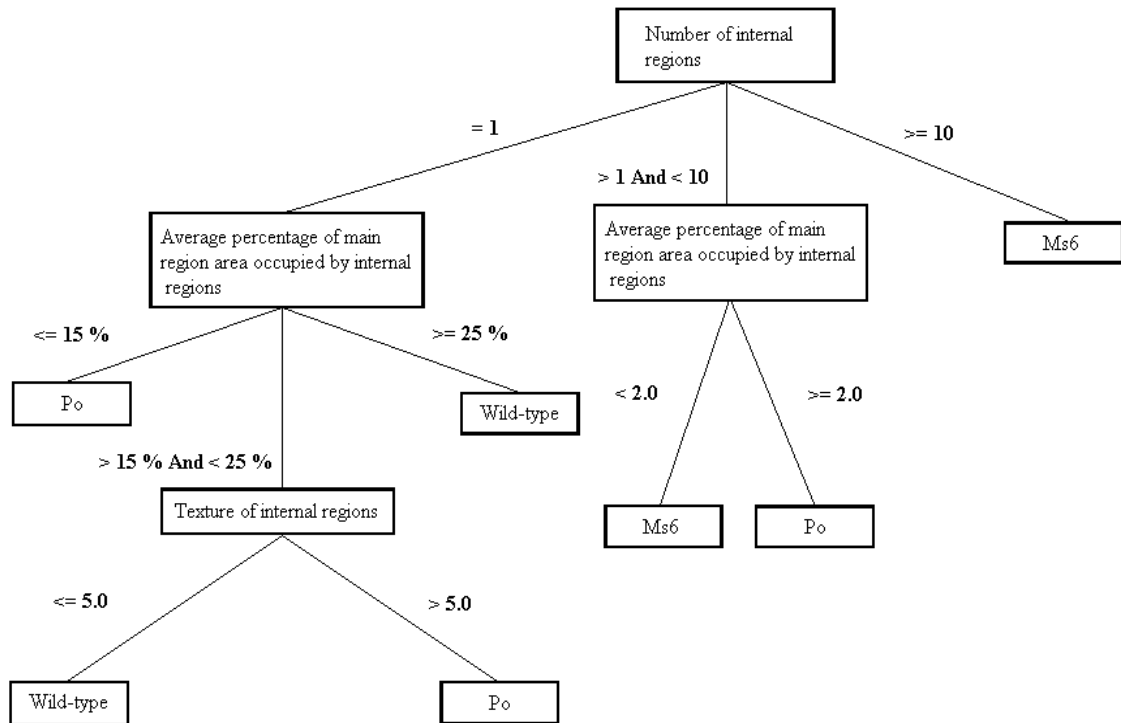 Number of internal
regions
= 1
> 1 And < 10
>= 10
Average percentage of main
region area occupied by internal
regions
Average percentage of main
region area occupied by internal
regions
Ms6
<= 15 %
> 15 % And < 25 %
>= 25 %
< 2.0
>= 2.0
Po
Wild-type
Texture of internal regions
Ms6
Po
<= 5.0
> 5.0
Wild-type
Po